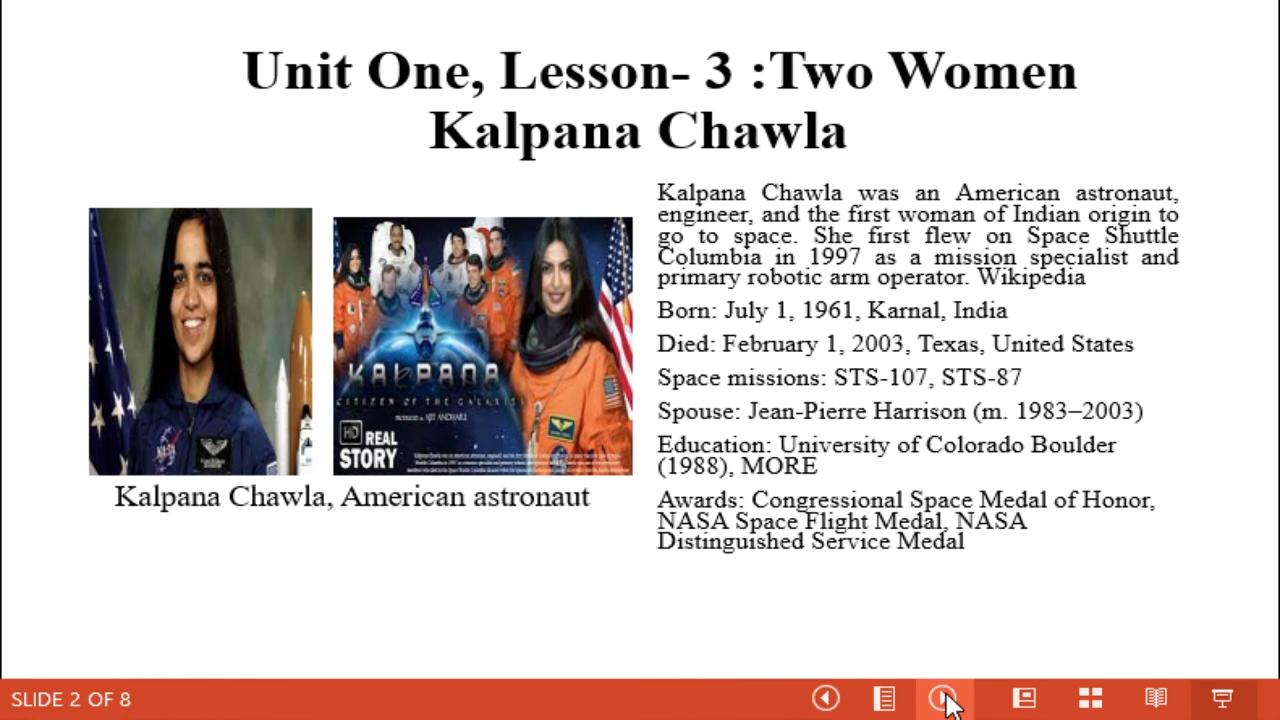 Unit One, Lesson- 3 :Two Women
Kalpana Chawla
KALPANA
CITIZEN OF THE GALAXY
PRODUCED BY AJIT ANDHARE
HD REAL
STORY
Kalpana Chawla, American astronaut
Kalpana Chawla was an American astronaut,
engineer, and the first woman of Indian origin to
go to space. She first flew on Space Shuttle
Columbia in 1997 as a mission specialist and
primary robotic arm operator. Wikipedia
Born: July 1, 1961, Karnal, India
Died: February 1, 2003, Texas, United States
Space missions: STS-107, STS-87
Spouse: Jean-Pierre Harrison (m. 1983–2003)
Education: University of Colorado Boulder
(1988), MORE
Awards: Congressional Space Medal of Honor,
NASA Space Flight Medal, NASA
Distinguished Service Medal
SLIDE 2 OF 8